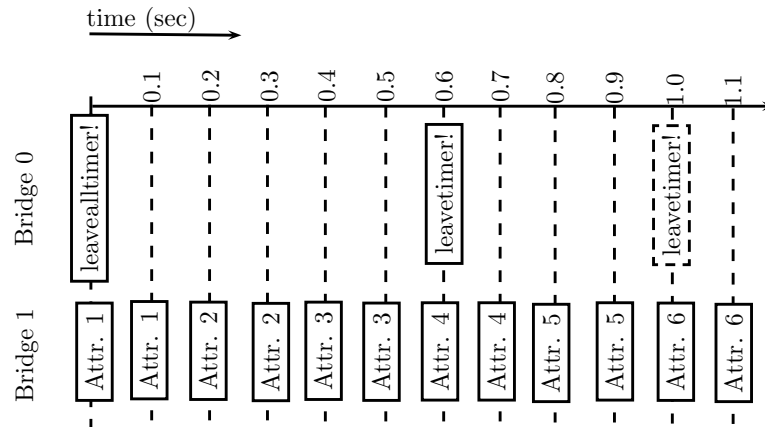 time (sec)
0.1 0.2 0.3 0.4 0.5 0.6 0.7 0.8 0.9 1.0 1.1
Bridge 0
leavealltimer! leavetimer! leavetimer!
Bridge 1
Attr. 1 Attr. 1 Attr. 2 Attr. 2 Attr. 3 Attr. 3 Attr. 4 Attr. 4 Attr. 5 Attr. 5 Attr. 6 Attr. 6